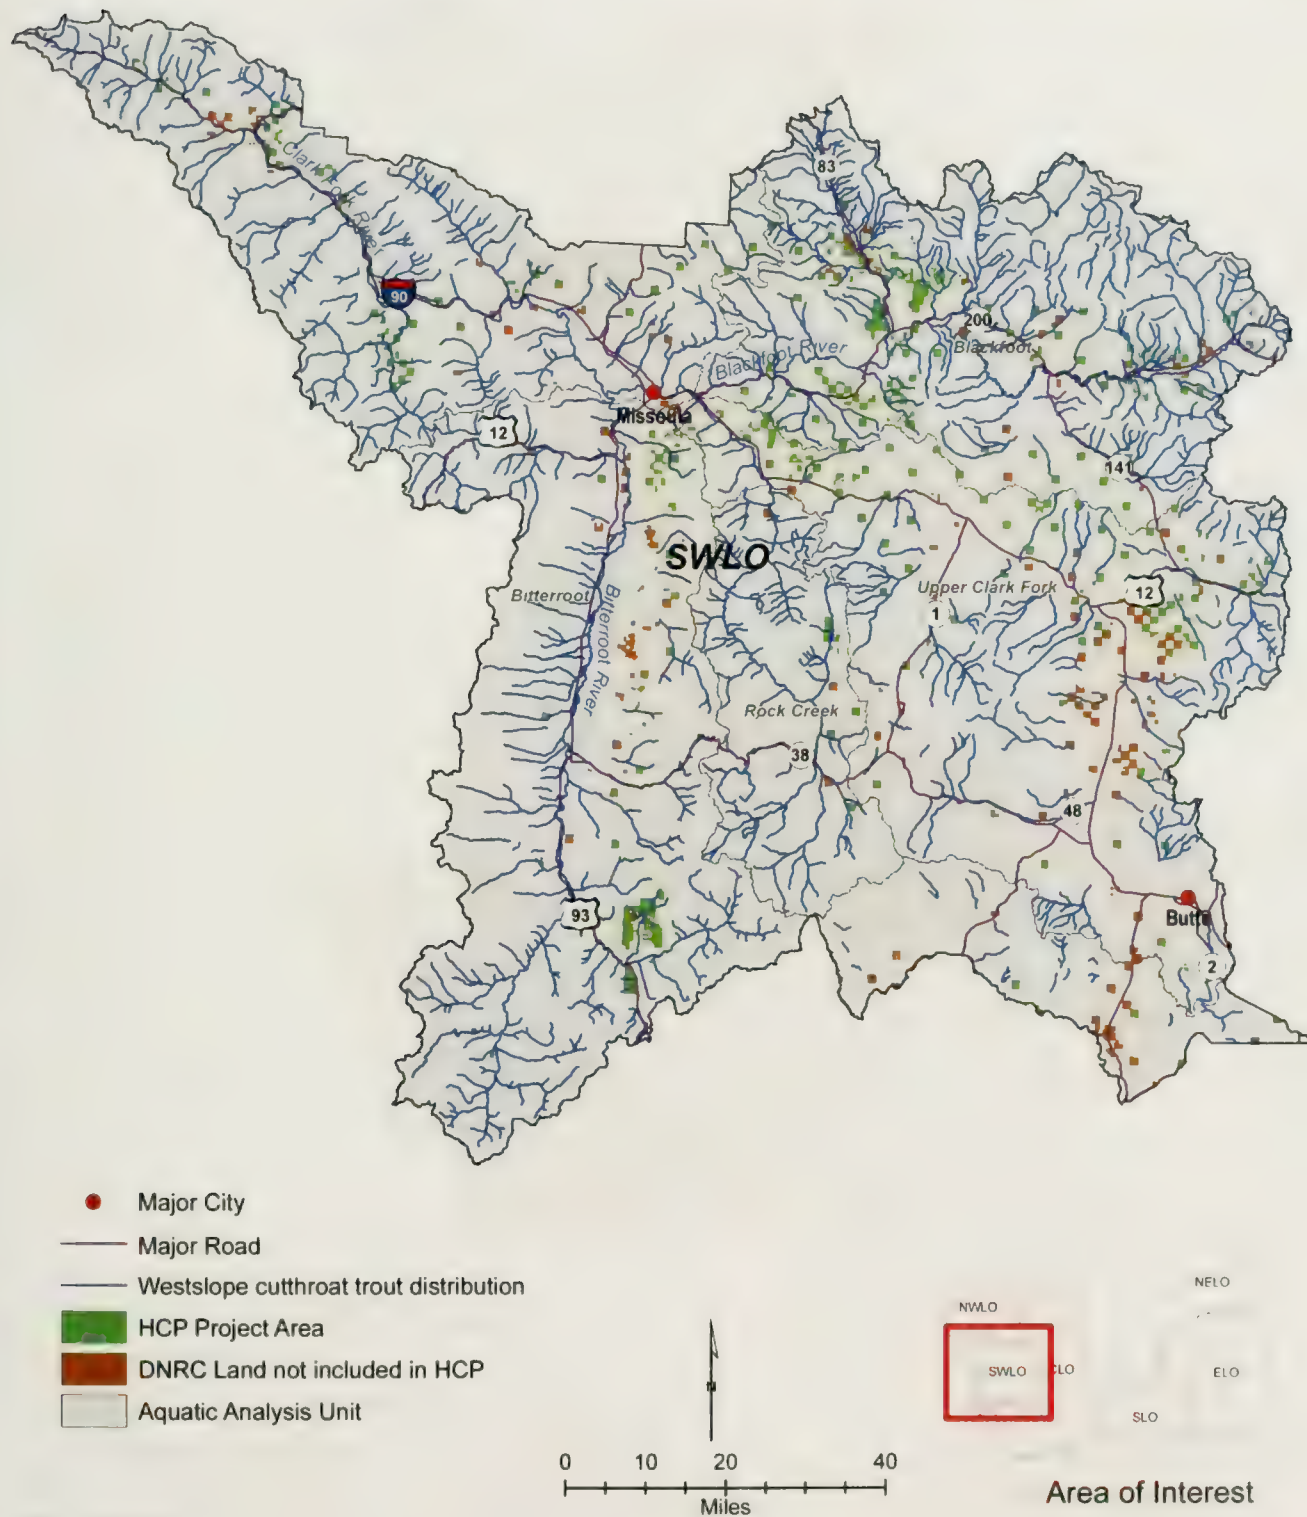 83
Clark Fork River
90
200
Blackfoot
Blackfoot River
Missoula
12
141
SWLO
Bitterroot
Bitterroot River
Upper Clark Fork
12
1
Rock Creek
38
48
93
Butte
2
Major City
Major Road
Westslope cutthroat trout distribution
HCP Project Area
DNRC Land not included in HCP
Aquatic Analysis Unit
0 10 20 40
Miles
NELO
NWLO
SWLO
CLO
ELO
SLO
Area of Interest